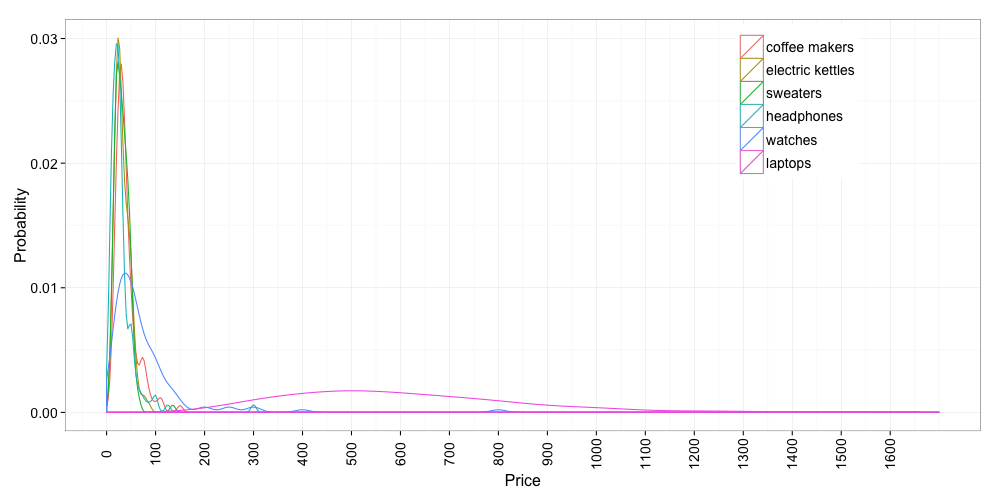 0.03
0.02
0.01
0.00
Probability
coffee makers
electric kettles
sweaters
headphones
watches
laptops
0 100 200 300 400 500 600 700 800 900 1000 1100 1200 1300 1400 1500 1600
Price